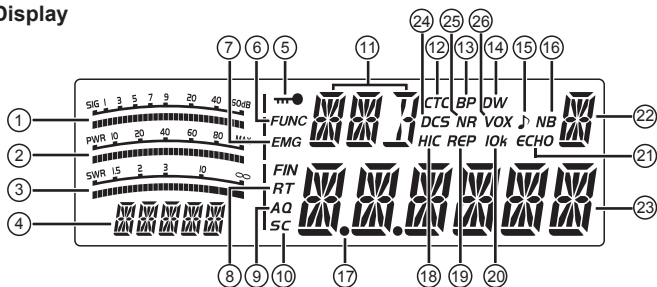 Display
24 25 26
7 6 5 11 12 13 14 15 16
SIG 1 3 5 7 9 20 40 60dB
CTC BP DW
1 FUNC DCS NR VOX ♪ NB 22
PWR 10 20 40 60 80 MAX
2 EMG HIC REP 10k ECHO 21
SWR 1.5 2 3 10 ∞
3 FIN
RT
4 AQ 23
SC
8 9 10 17 18 19 20